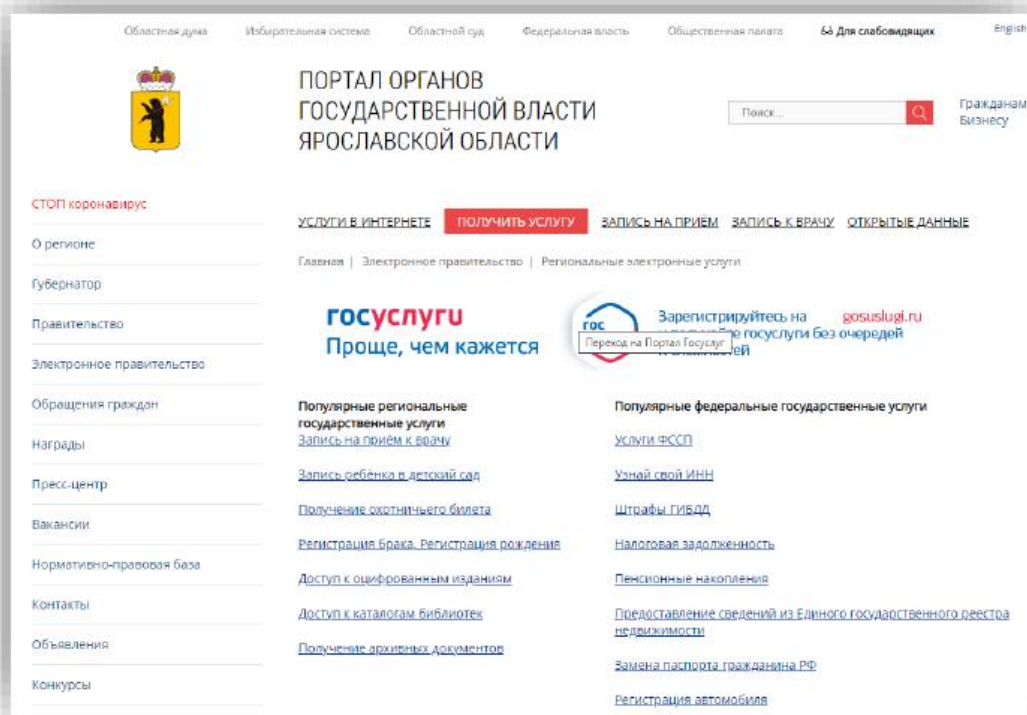 Областная дума Избирательная система Областной суд Федеральная власть Общественная палата Для слабовидящих English
ПОРТАЛ ОРГАНОВ
ГОСУДАРСТВЕННОЙ ВЛАСТИ
ЯРОСЛАВСКОЙ ОБЛАСТИ
Поиск...
Гражданам
Бизнесу
СТОП коронавирус
О регионе
Губернатор
Правительство
Электронное правительство
Обращения граждан
Награды
Пресс-центр
Вакансии
Нормативно-правовая база
Контакты
Объявления
Конкурсы
УСЛУГИ В ИНТЕРНЕТЕ ПОЛУЧИТЬ УСЛУГУ ЗАПИСЬ НА ПРИЁМ ЗАПИСЬ К ВРАЧУ ОТКРЫТЫЕ ДАННЫЕ
Главная | Электронное правительство | Региональные электронные услуги
госуслуги
Проще, чем кажется
гос
Переход на Портал Госуслуг
Зарегистрируйтесь на gosuslugi.ru
госуслуги без очередей
Популярные региональные
государственные услуги
Запись на приём к врачу
Запись ребёнка в детский сад
Получение охотничьего билета
Регистрация брака. Регистрация рождения
Доступ к оцифрованным изданиям
Доступ к каталогам библиотек
Получение архивных документов
Популярные федеральные государственные услуги
Услуги ФССП
Узнай свой ИНН
Штрафы ГИБДД
Налоговая задолженность
Пенсионные накопления
Предоставление сведений из Единого государственного реестра
недвижимости
Замена паспорта гражданина РФ
Регистрация автомобиля